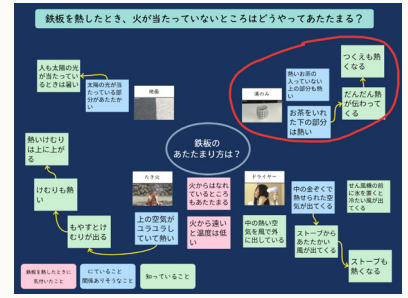 鉄板を熱したとき、火が当たっていないところはどうやってあたたまる?
人も太陽の光
が当たってい
るときは暑い
太陽の光が当
たっている部
分があたたかい
地面
湯のみ
熱いお茶の
入っていない
上の部分も熱
い
お茶をいれ
た下の部分
は熱い
つくえも熱
くなる
だんだん熱
が伝わって
くる
鉄板の
あたたまり方は?
熱いけむり
は上に上が
る
けむりも熱
い
もやすとけ
むりが出る
たき火
上の空気が
ユラユラし
ていて熱い
火からはなれ
ているところ
もあたたまる
火から遠い
と温度は低
い
ドライヤー
中の熱い空
気を風で外
に出している
中の金ぞくで
熱せられた空
気が出てくる
せん風機の前
に氷を置くと
冷たい風が出
てくる
ストーブから
あたたかい
風が出てくる
ストーブも
熱くなる
鉄板を熱したときに
気付いたこと
にていること
関係ありそうなこと
知っていること